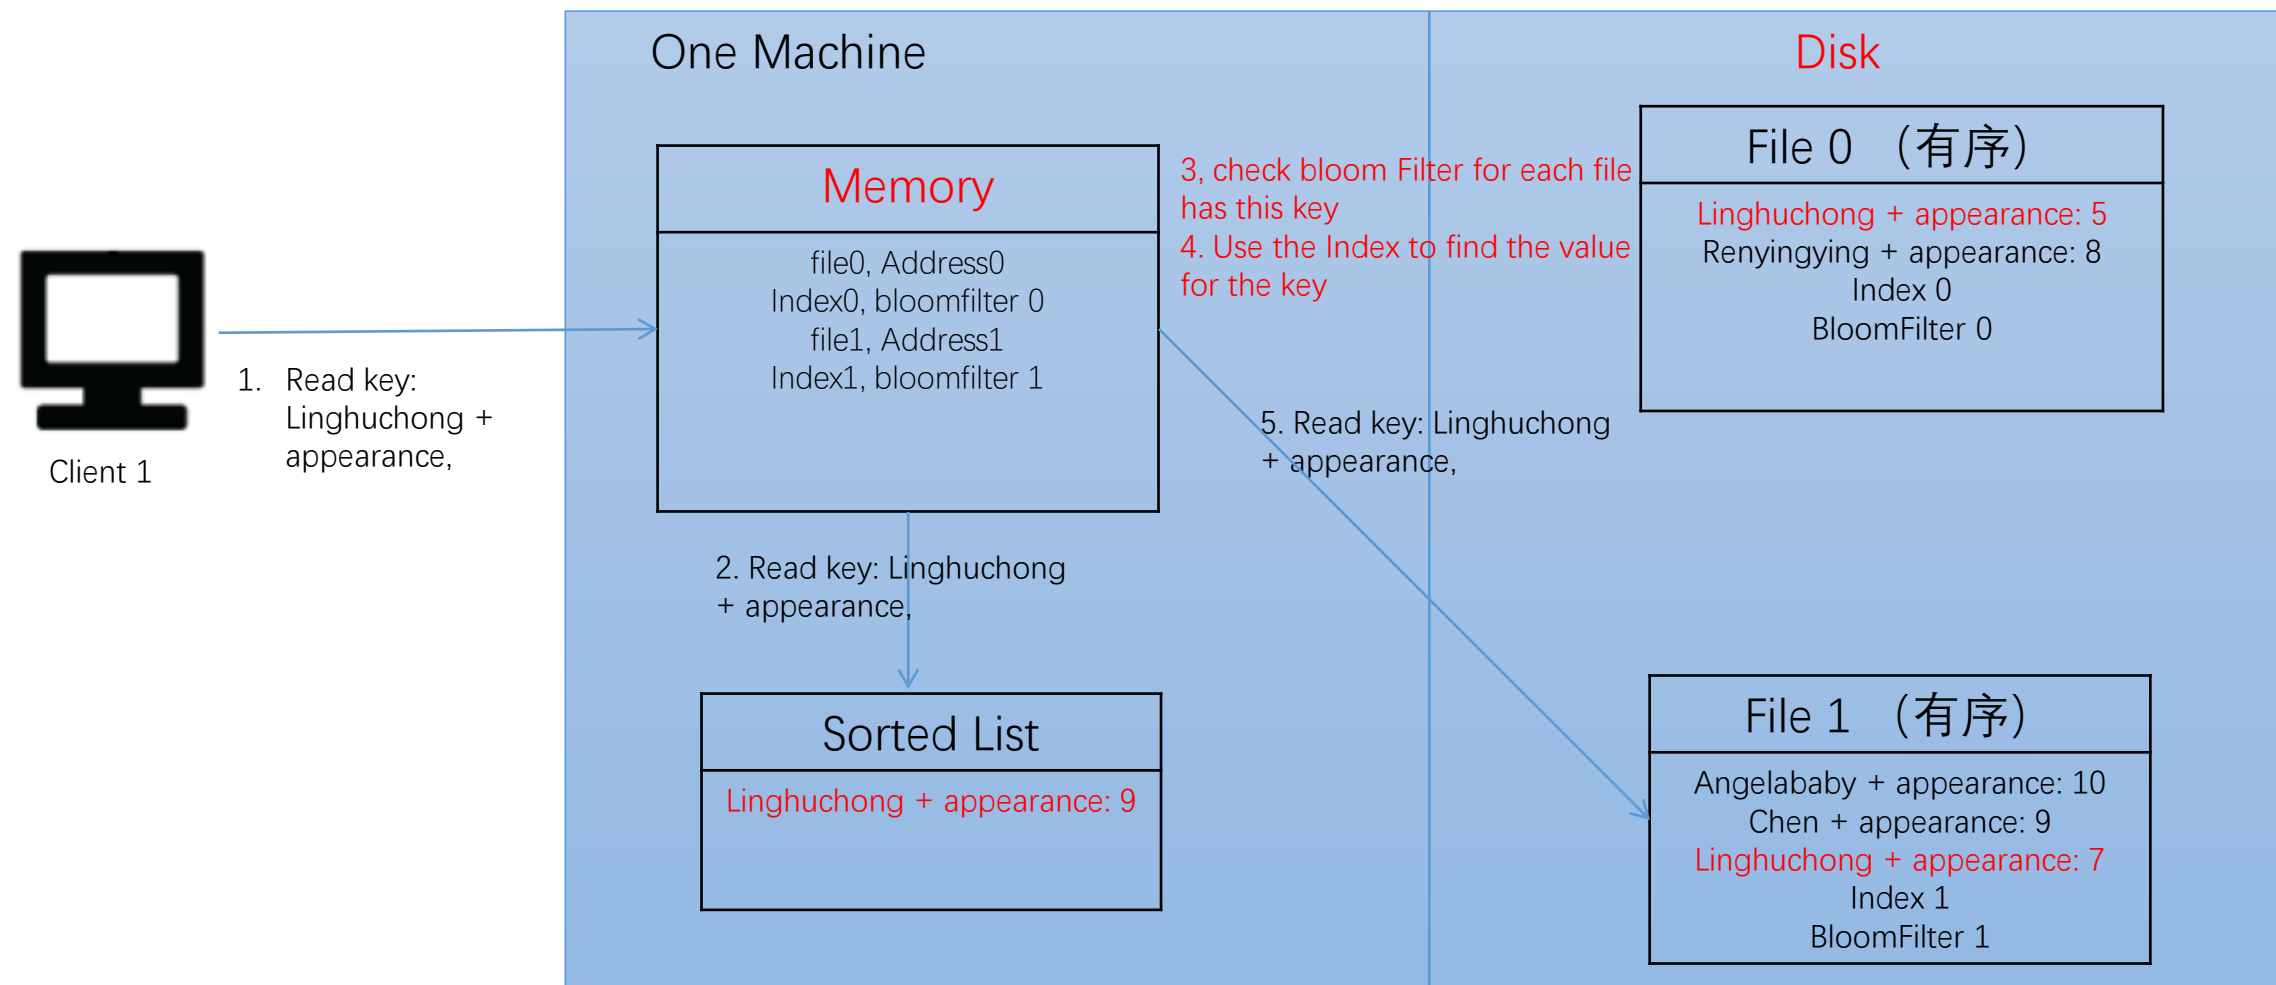 One Machine
Disk
Client 1
1. Read key:
Linghuchong +
appearance,
Memory
file0, Address0
Index0, bloomfilter 0
file1, Address1
Index1, bloomfilter 1
2. Read key: Linghuchong
+ appearance,
Sorted List
Linghuchong + appearance: 9
3, check bloom Filter for each file
has this key
4. Use the Index to find the value
for the key
5. Read key: Linghuchong
+ appearance,
File 0 （有序）
Linghuchong + appearance: 5
Renyingying + appearance: 8
Index 0
BloomFilter 0
File 1 （有序）
Angelababy + appearance: 10
Chen + appearance: 9
Linghuchong + appearance: 7
Index 1
BloomFilter 1